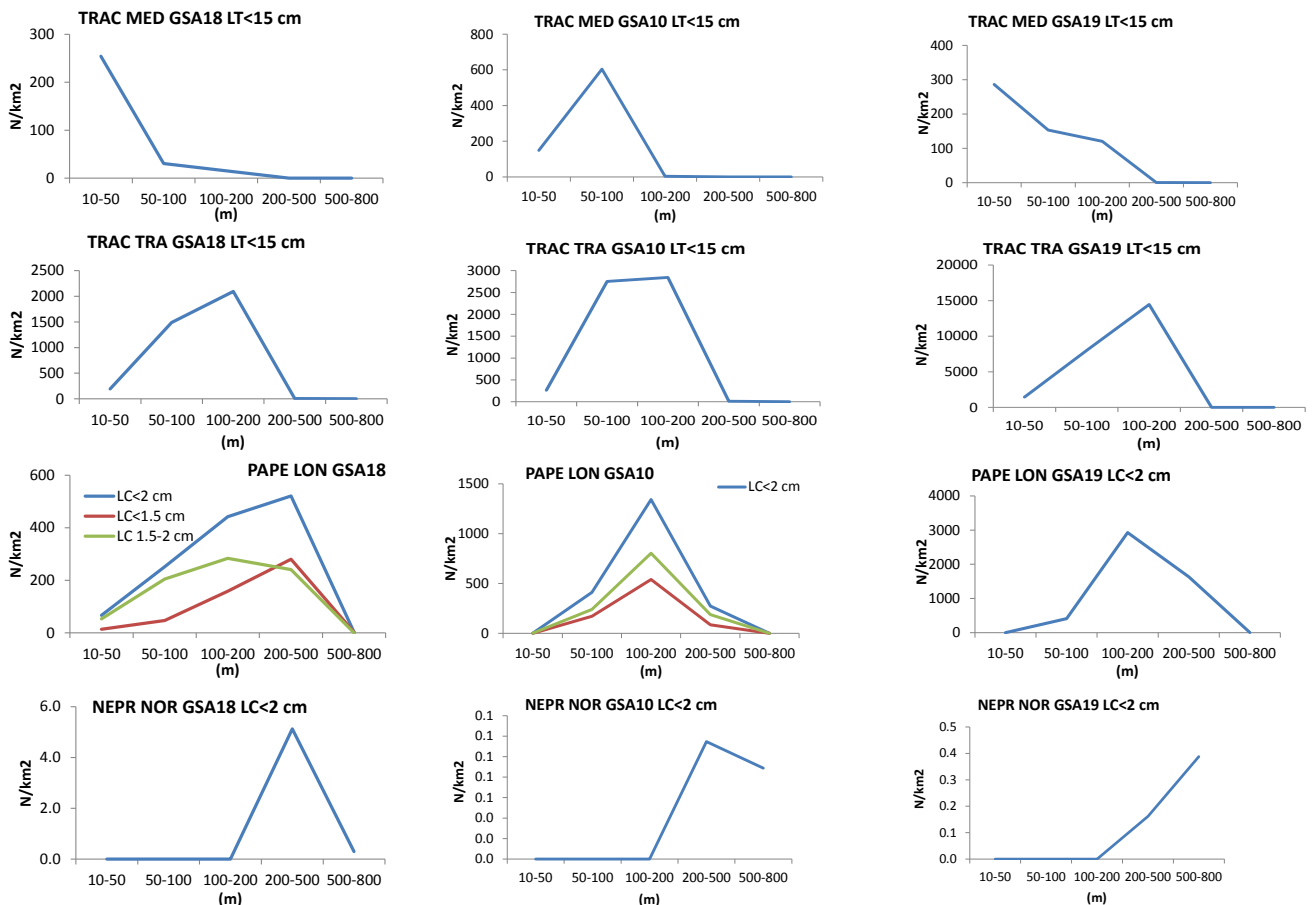 TRAC MED GSA18 LT<15 cm
N/km2
300
200
100
0
10-50 50-100 100-200 200-500 500-800
(m)
TRAC MED GSA10 LT<15 cm
N/km2
800
600
400
200
0
10-50 50-100 100-200 200-500 500-800
(m)
TRAC MED GSA19 LT<15 cm
N/km2
400
300
200
100
0
10-50 50-100 100-200 200-500 500-800
(m)
TRAC TRA GSA18 LT<15 cm
N/km2
2500
2000
1500
1000
500
0
10-50 50-100 100-200 200-500 500-800
(m)
TRAC TRA GSA10 LT<15 cm
N/km2
3000
2500
2000
1500
1000
500
0
10-50 50-100 100-200 200-500 500-800
(m)
TRAC TRA GSA19 LT<15 cm
N/km2
20000
15000
10000
5000
0
10-50 50-100 100-200 200-500 500-800
(m)
PAPE LON GSA18
N/km2
600
400
200
0
LC<2 cm
LC<1.5 cm
LC 1.5-2 cm
10-50 50-100 100-200 200-500 500-800
(m)
PAPE LON GSA10
N/km2
1500
1000
500
0
LC<2 cm
10-50 50-100 100-200 200-500 500-800
(m)
PAPE LON GSA19 LC<2 cm
N/km2
4000
3000
2000
1000
0
10-50 50-100 100-200 200-500 500-800
(m)
NEPR NOR GSA18 LC<2 cm
N/km2
6.0
4.0
2.0
0.0
10-50 50-100 100-200 200-500 500-800
(m)
NEPR NOR GSA10 LC<2 cm
N/km2
0.1
0.1
0.1
0.1
0.1
0.0
0.0
0.0
10-50 50-100 100-200 200-500 500-800
(m)
NEPR NOR GSA19 LC<2 cm
N/km2
0.5
0.4
0.3
0.2
0.1
0.0
10-50 50-100 100-200 200-500 500-800
(m)